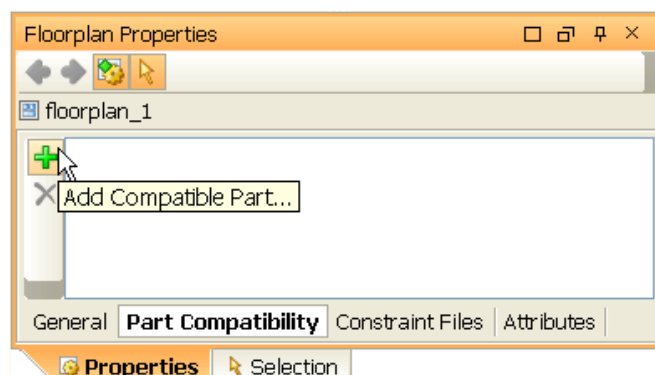 Floorplan Properties
floorplan_1
Add Compatible Part...
General Part Compatibility Constraint Files Attributes
Properties Selection